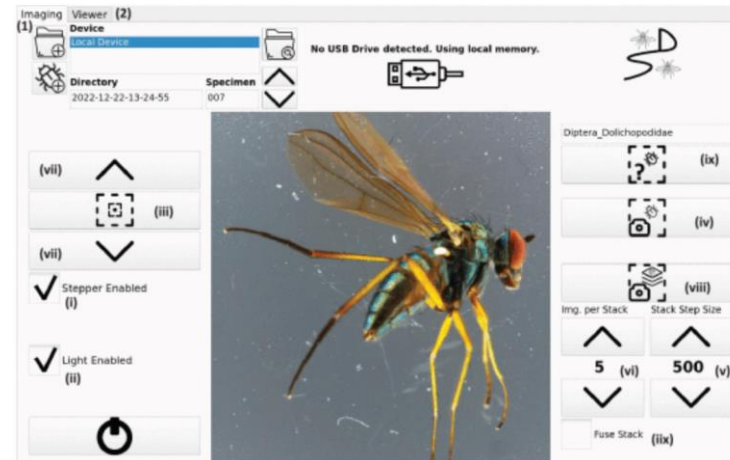 Imaging Viewer (2)
(1) Device
Local Device
No USB Drive detected. Using local memory.
Directory Specimen
2022-12-22-13-24-55 007
Diptera_Dolichopodidae
(vii)
(ix)
(iii)
(iv)
(vii)
Stepper Enabled
(i)
(viii)
Img. per Stack Stack Step Size
Light Enabled
(ii)
5 (vi) 500 (v)
Fuse Stack (iix)